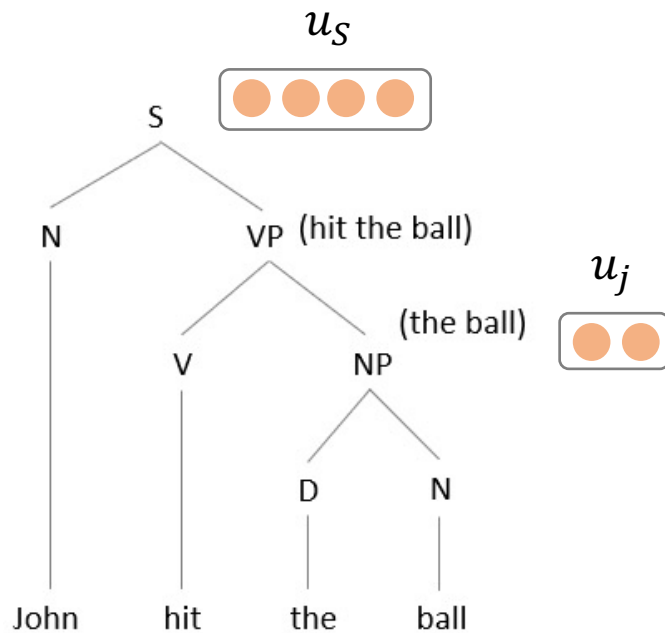 u_S
S
N VP (hit the ball)
u_j
(the ball)
V NP
D N
John hit the ball